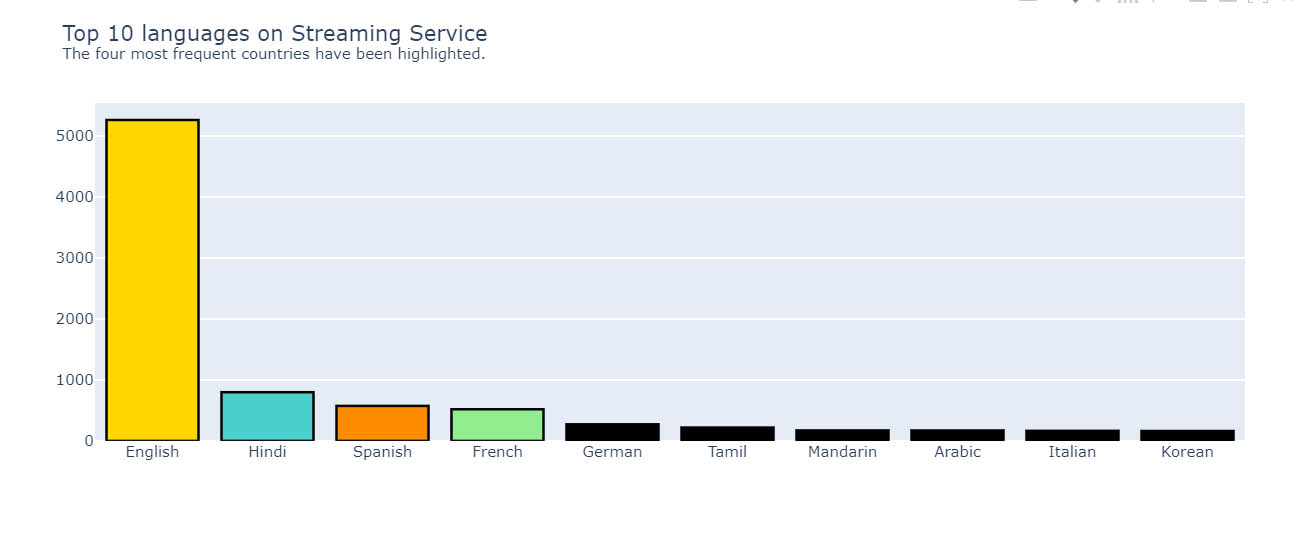 Top 10 languages on Streaming Service
The four most frequent countries have been highlighted.
5000
4000
3000
2000
1000
0
English Hindi Spanish French German Tamil Mandarin Arabic Italian Korean